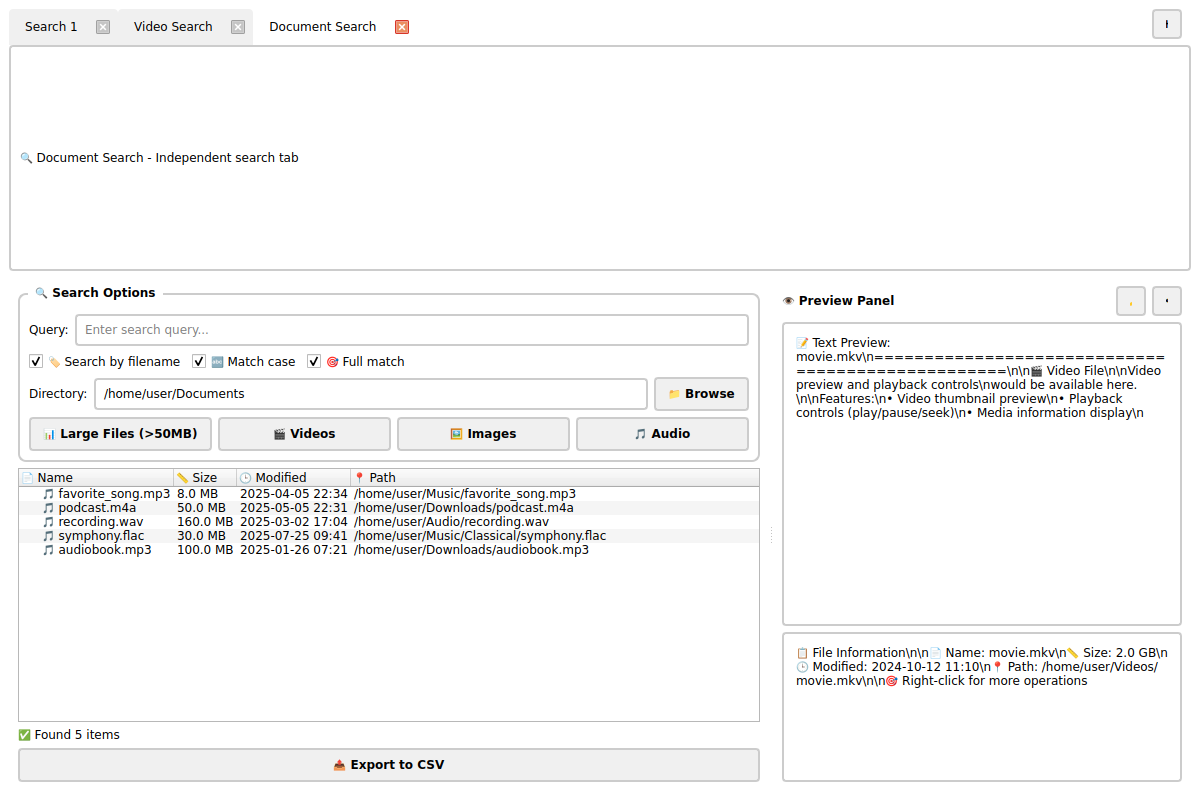 Search 1
Video Search
Document Search
🔍 Document Search - Independent search tab
🔍 Search Options
Query:
Enter search query...
🏷️ Search by filename
🔤 Match case
🎯 Full match
Directory:
/home/user/Documents
📁 Browse
📊 Large Files (>50MB)
🎬 Videos
🖼️ Images
🎵 Audio
📄 Name 📏 Size 🕒 Modified 📍 Path
🎵 favorite_song.mp3 8.0 MB 2025-04-05 22:34 /home/user/Music/favorite_song.mp3
🎵 podcast.m4a 50.0 MB 2025-05-05 22:31 /home/user/Downloads/podcast.m4a
🎵 recording.wav 160.0 MB 2025-03-02 17:04 /home/user/Audio/recording.wav
🎵 symphony.flac 30.0 MB 2025-07-25 09:41 /home/user/Music/Classical/symphony.flac
🎵 audiobook.mp3 100.0 MB 2025-01-26 07:21 /home/user/Downloads/audiobook.mp3
✅ Found 5 items
📤 Export to CSV
👁️ Preview Panel
📝 Text Preview:
movie.mkv\n=============================
=====================\n\n🎬 Video File\n\nVideo
preview and playback controls\nwould be available here.
\n\nFeatures:\n• Video thumbnail preview\n• Playback
controls (play/pause/seek)\n• Media information display\n
📋 File Information\n\n📄 Name: movie.mkv\n📏 Size: 2.0 GB\n
🕒 Modified: 2024-10-12 11:10\n📍 Path: /home/user/Videos/
movie.mkv\n\n🎯 Right-click for more operations